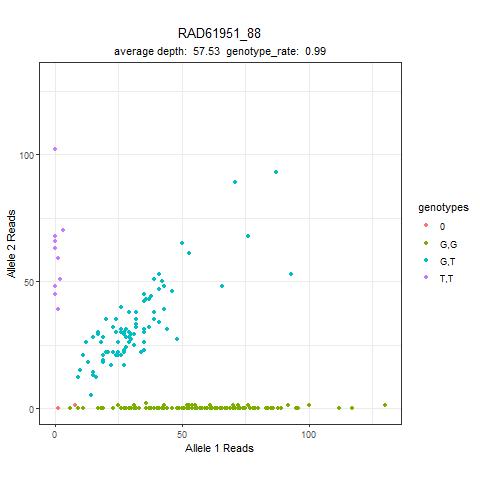 RAD61951_88
average depth:  57.53  genotype_rate:  0.99
100
50
0
0
50
100
Allele 2 Reads
Allele 1 Reads
genotypes
0
G,G
G,T
T,T